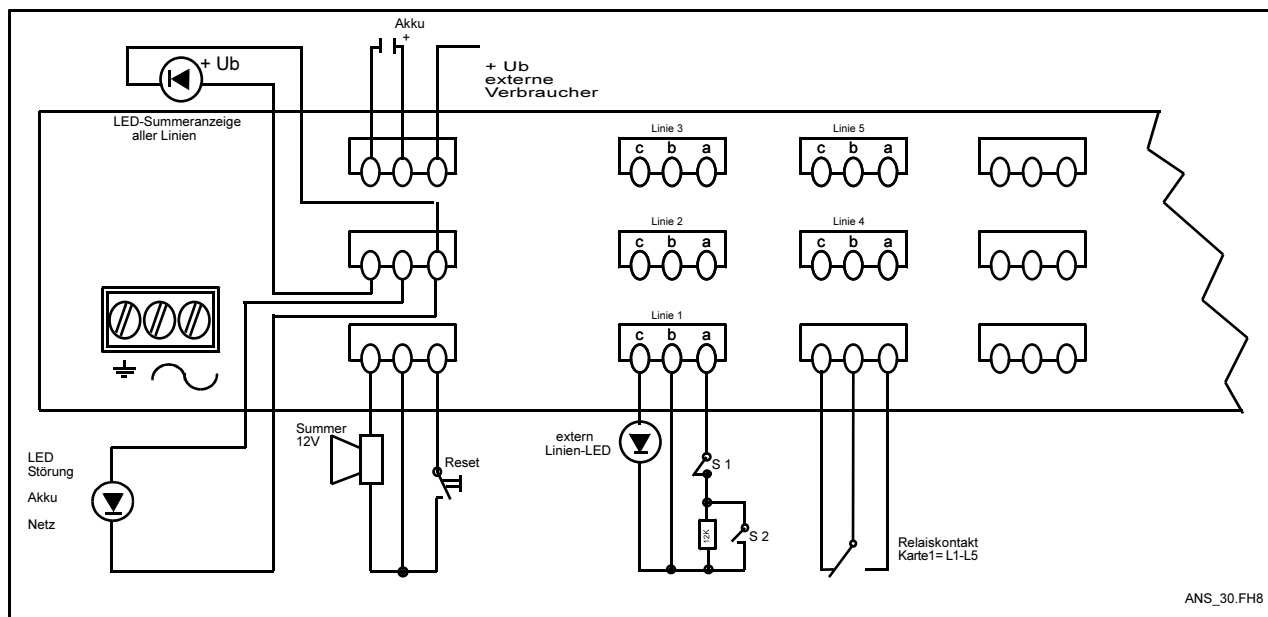 Akku
+
+ Ub
+ Ub
externe
Verbraucher
LED-Summeranzeige
aller Linien
Linie 3
c b a
Linie 5
c b a
Linie 2
c b a
Linie 4
c b a
Linie 1
c b a
Summer
12V
Reset
extern
Linien-LED
S 1
12K
S 2
LED
Störung
Akku
Netz
Relaiskontakt
Karte1= L1-L5
ANS_30.FH8